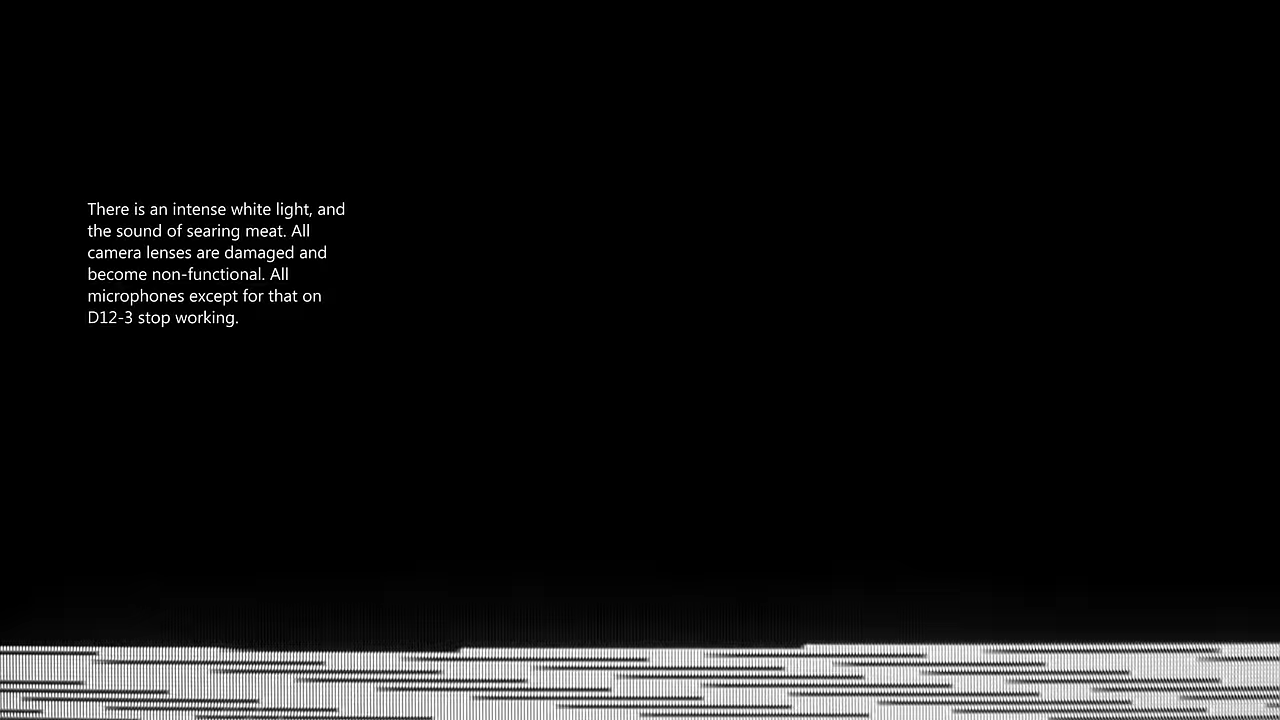 There is an intense white light, and
the sound of searing meat. All
camera lenses are damaged and
become non-functional. All
microphones except for that on
D12-3 stop working.